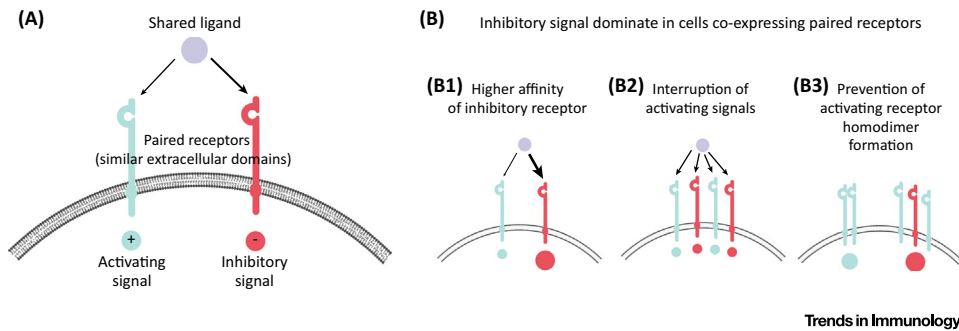 (A)
Shared ligand
Paired receptors
(similar extracellular domains)
+
-
Activating
signal
Inhibitory
signal
(B)
Inhibitory signal dominate in cells co-expressing paired receptors
(B1)
Higher affinity
of inhibitory receptor
(B2)
Interruption of
activating signals
(B3)
Prevention of
activating receptor
homodimer
formation
Trends in Immunology